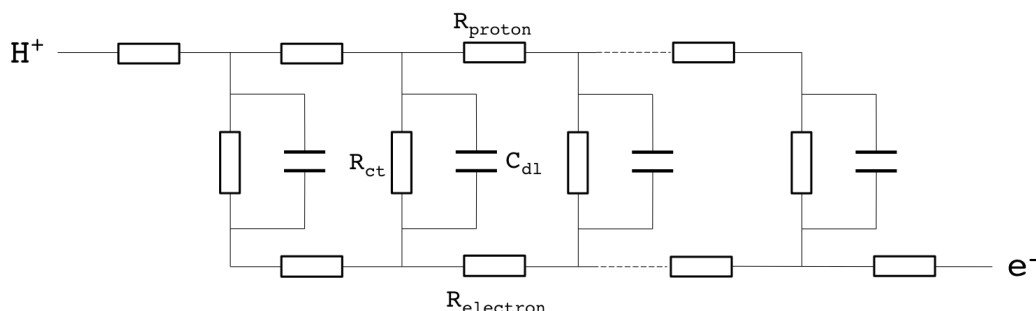 R_proton
H⁺
R_ct
C_dl
e⁻
R_electron